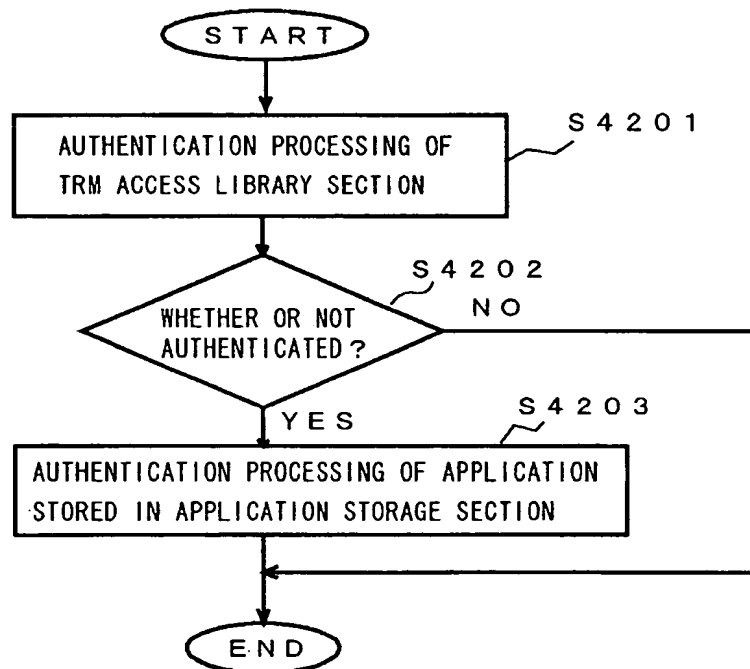 START
S4201
AUTHENTICATION PROCESSING OF
TRM ACCESS LIBRARY SECTION
S4202
NO
WHETHER OR NOT
AUTHENTICATED?
YES
S4203
AUTHENTICATION PROCESSING OF APPLICATION
STORED IN APPLICATION STORAGE SECTION
END